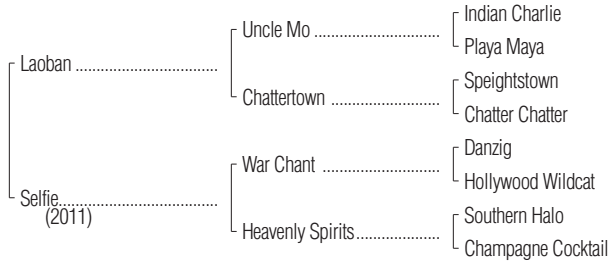 Indian Charlie
Uncle Mo ................................
Playa Maya
Laoban ....................................
Speightstown
Chattertown ...........................
Chatter Chatter
Danzig
War Chant .............................
Hollywood Wildcat
Selfie........................................
(2011)
Southern Halo
Heavenly Spirits.....................
Champagne Cocktail